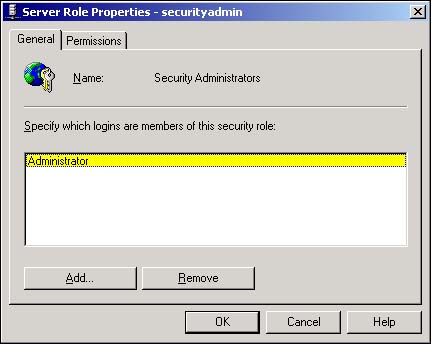 Server Role Properties - securityadmin
General Permissions
Name: Security Administrators
Specify which logins are members of this security role:
Administrator
Add... Remove
OK Cancel Help